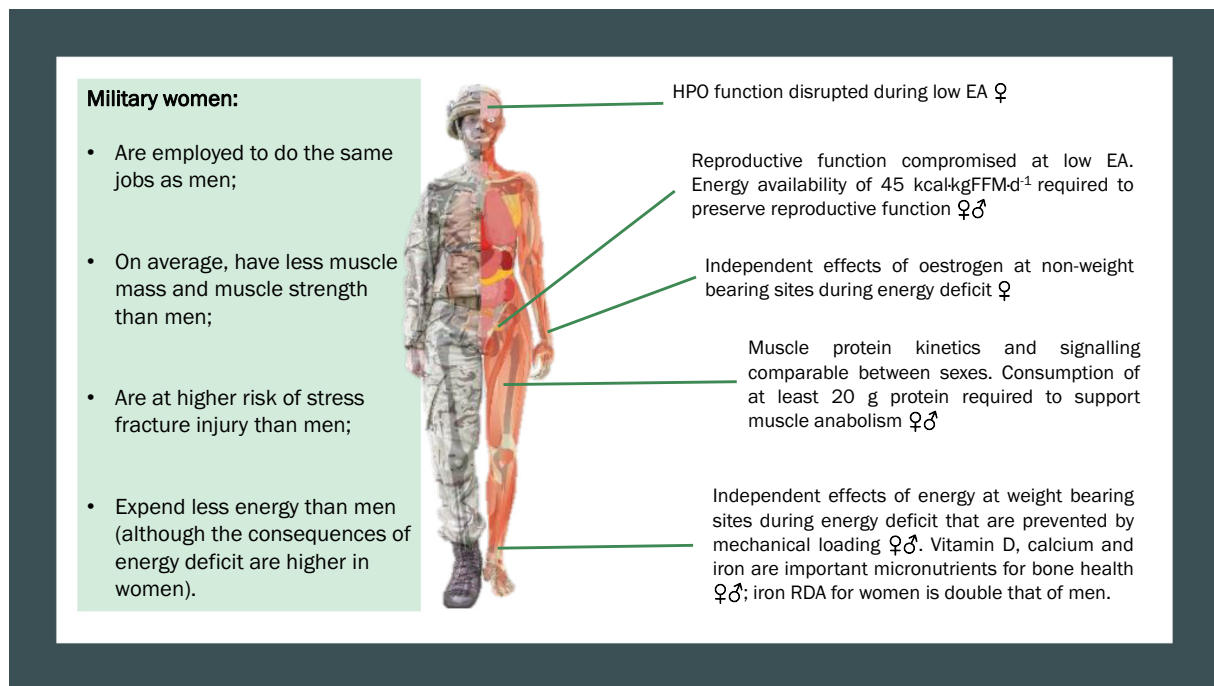 Military women:
• Are employed to do the same
jobs as men;
• On average, have less muscle
mass and muscle strength
than men;
• Are at higher risk of stress
fracture injury than men;
• Expend less energy than men
(although the consequences of
energy deficit are higher in
women).
HPO function disrupted during low EA ♀
Reproductive function compromised at low EA.
Energy availability of 45 kcal·kgFFM·d⁻¹ required to
preserve reproductive function ♀♂
Independent effects of oestrogen at non-weight
bearing sites during energy deficit ♀
Muscle protein kinetics and signalling
comparable between sexes. Consumption of
at least 20 g protein required to support
muscle anabolism ♀♂
Independent effects of energy at weight bearing
sites during energy deficit that are prevented by
mechanical loading ♀♂. Vitamin D, calcium and
iron are important micronutrients for bone health
♀♂; iron RDA for women is double that of men.